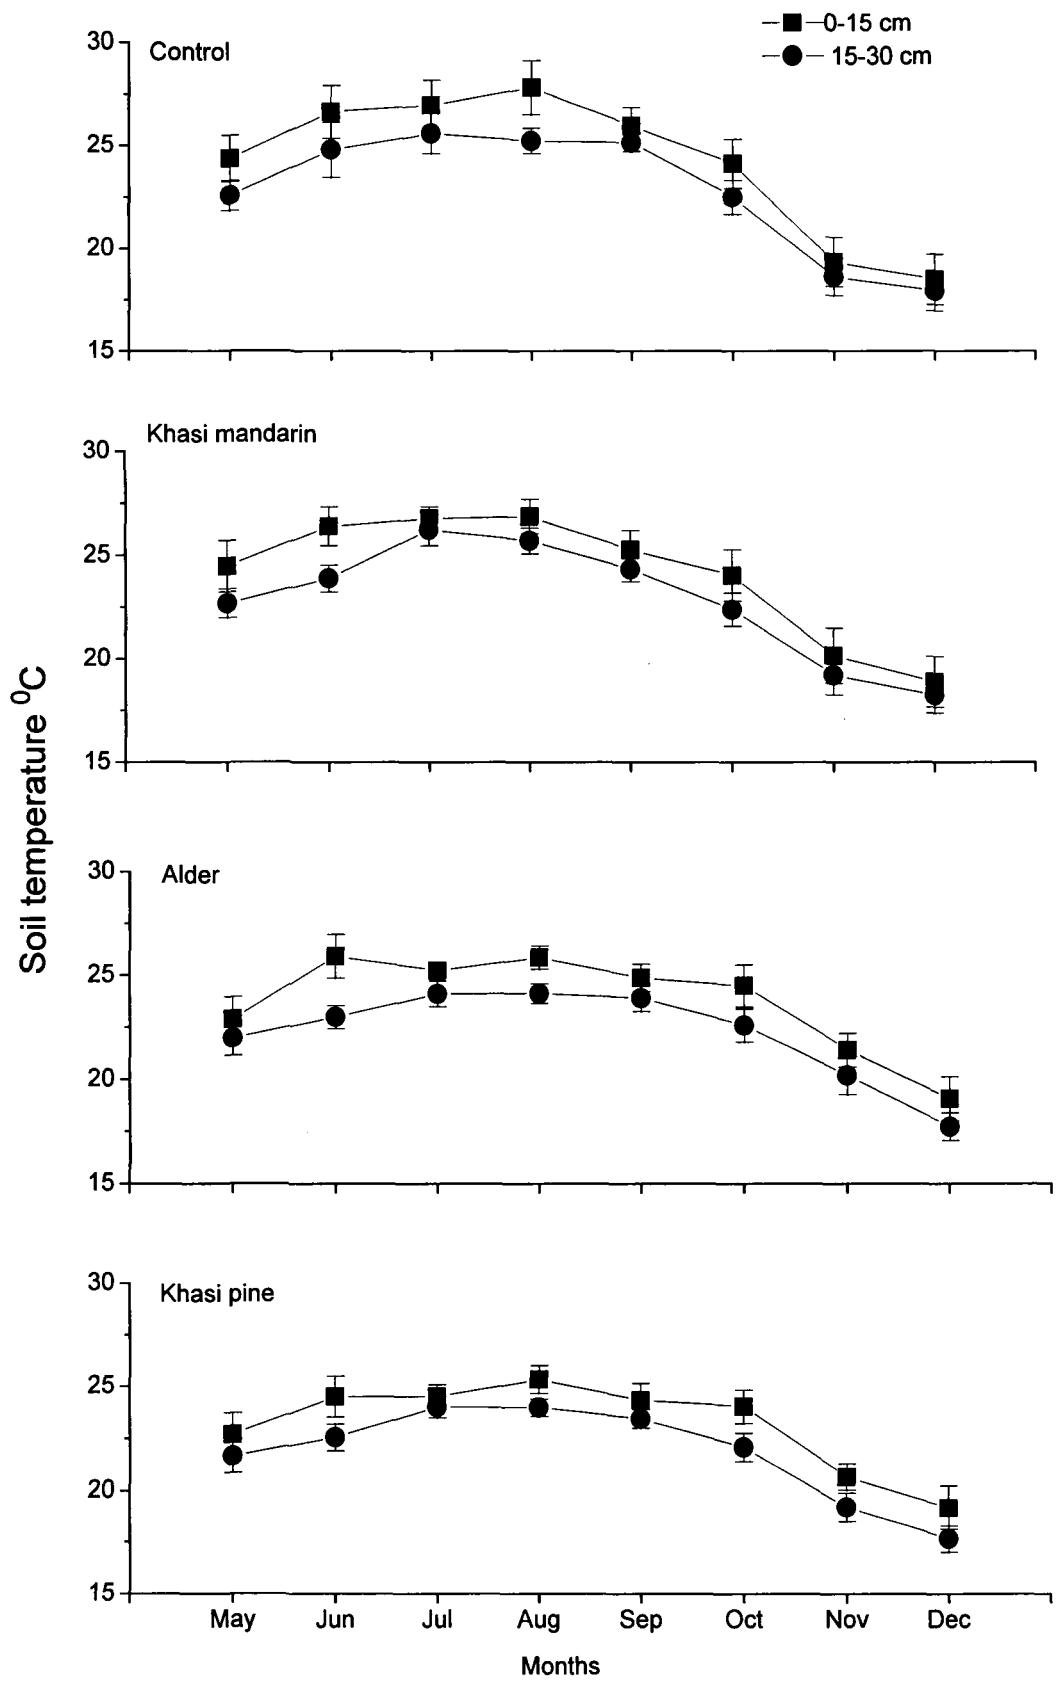 0-15 cm
15-30 cm
Control
30
25
20
15
Khasi mandarin
30
25
20
15
Soil temperature ⁰C
Alder
30
25
20
15
Khasi pine
30
25
20
15
May Jun Jul Aug Sep Oct Nov Dec
Months